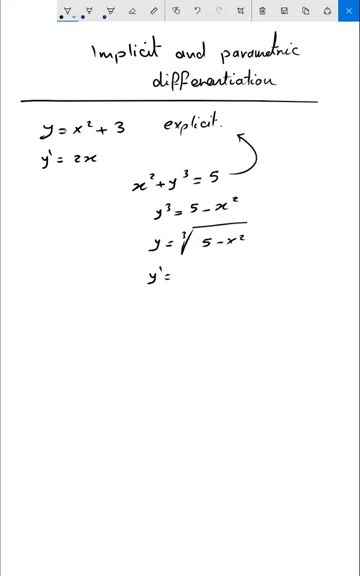 Implicit and parametric
differentiation
y = x² + 3 explicit.
y' = 2x
x² + y³ = 5
y³ = 5 - x²
y = ∛(5 - x²)
y' =